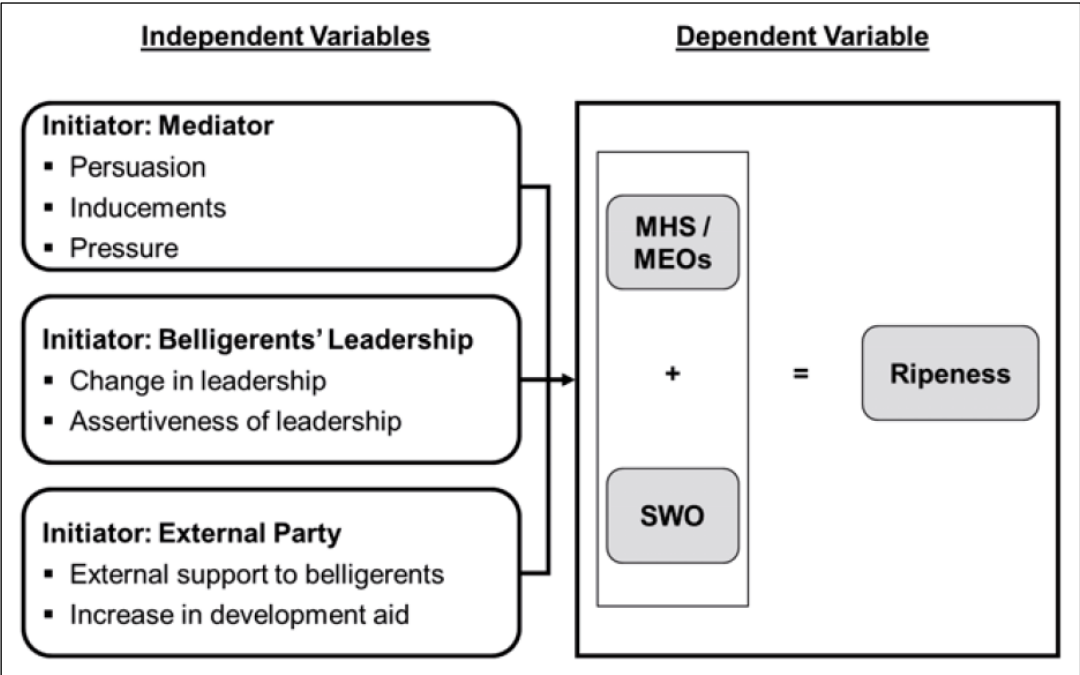 Independent Variables
Dependent Variable
Initiator: Mediator
▪ Persuasion
▪ Inducements
▪ Pressure
Initiator: Belligerents’ Leadership
▪ Change in leadership
▪ Assertiveness of leadership
Initiator: External Party
▪ External support to belligerents
▪ Increase in development aid
MHS /
MEOs
+
SWO
=
Ripeness